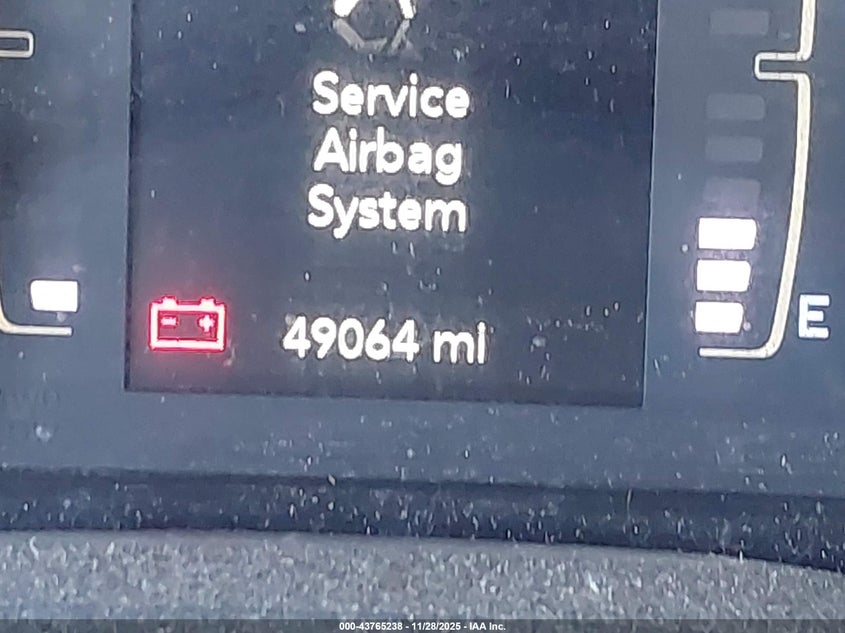 Service
Airbag
System
49064 mi
E
000-43765238 - 11/28/2025 - IAA Inc.